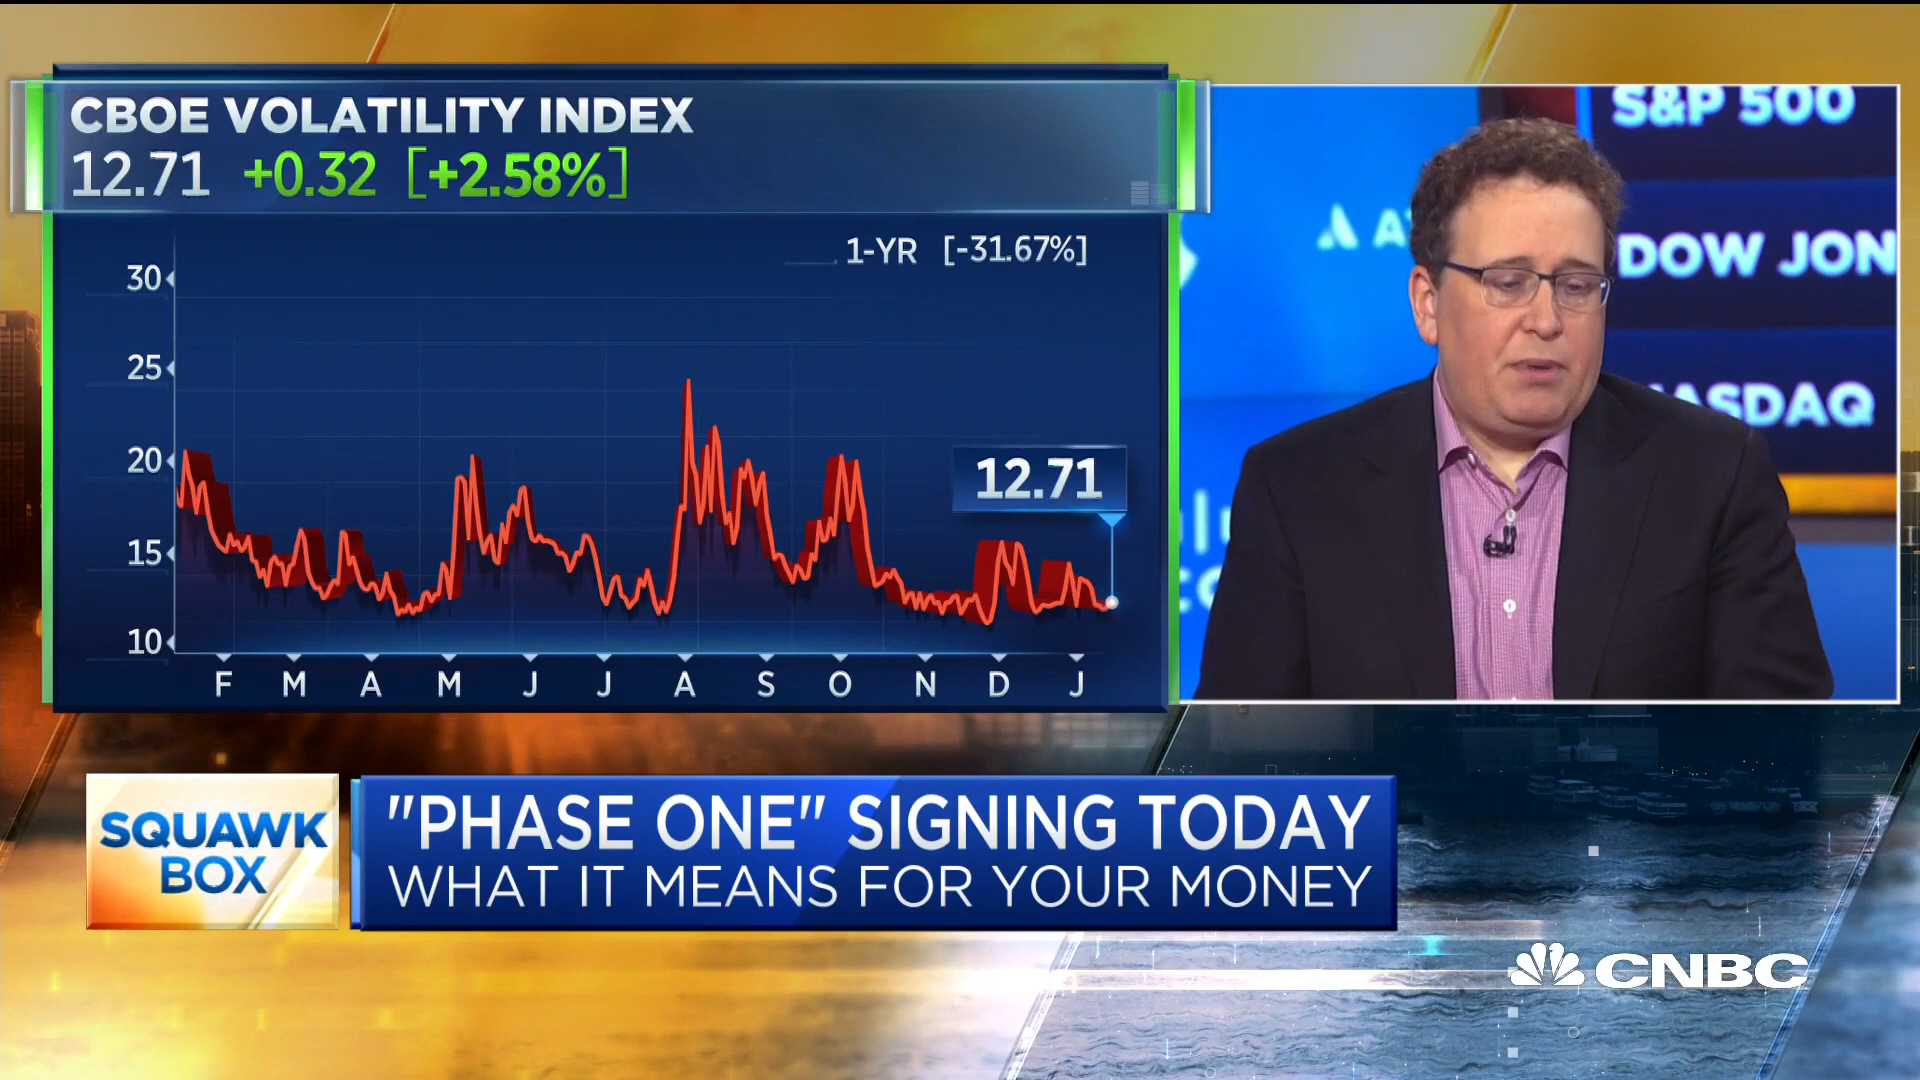 CBOE VOLATILITY INDEX
12.71 +0.32 [+2.58%]
1-YR [-31.67%]
30
25
20
15
10
12.71
F M A M J J A S O N D J
S&P 500
DOW JON
NASDAQ
SQUAWK
BOX
"PHASE ONE" SIGNING TODAY
WHAT IT MEANS FOR YOUR MONEY
CNBC